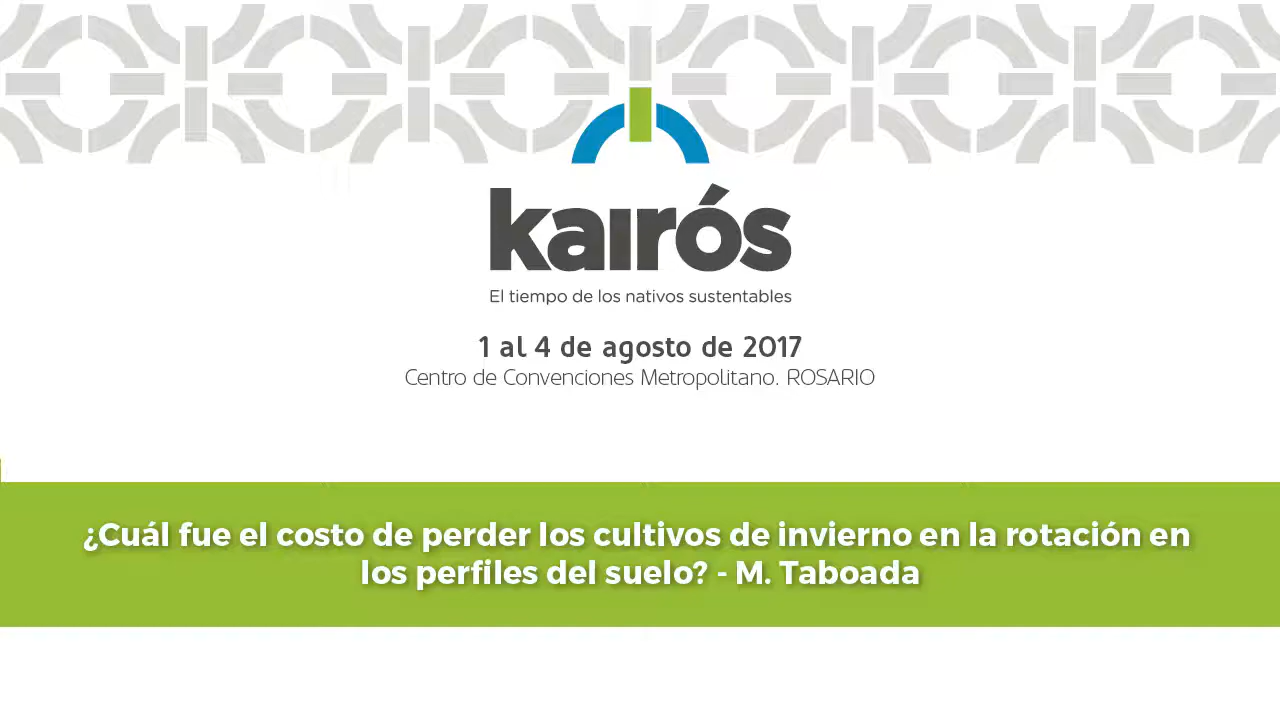 kairós
El tiempo de los nativos sustentables
1 al 4 de agosto de 2017
Centro de Convenciones Metropolitano. ROSARIO
¿Cuál fue el costo de perder los cultivos de invierno en la rotación en
los perfiles del suelo? - M. Taboada